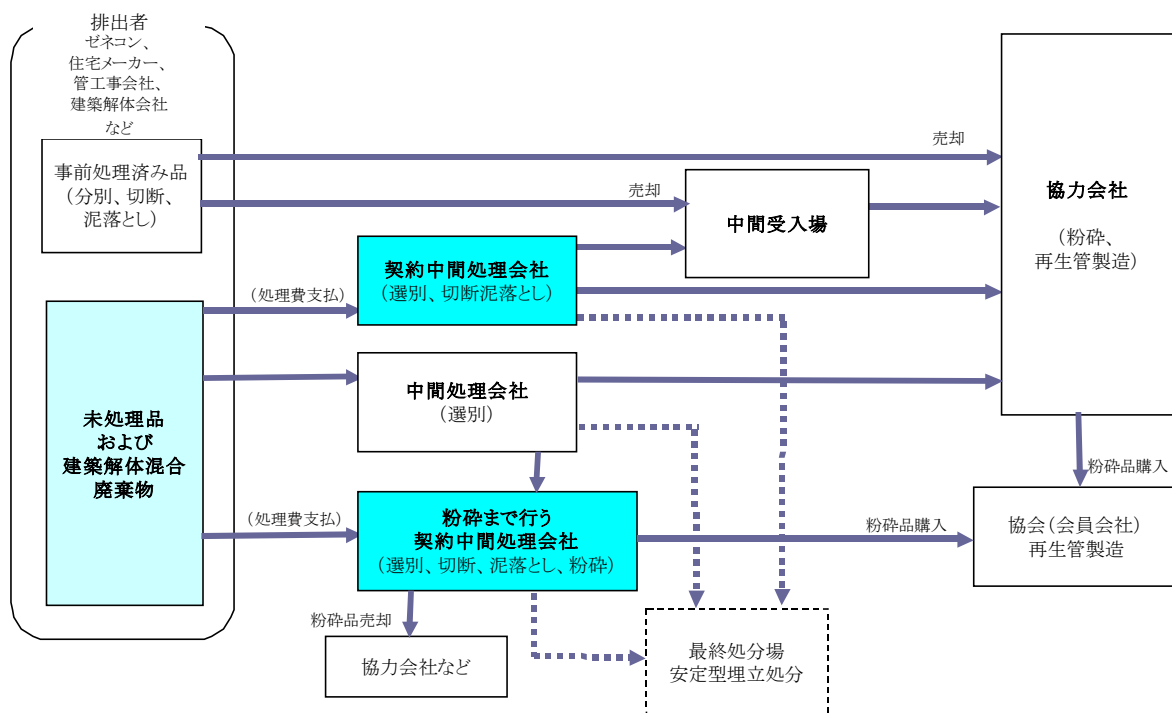 排出者
ゼネコン、
住宅メーカー、
管工事会社、
建築解体会社
など
事前処理済み品
（分別、切断、
泥落とし）
売却
売却
中間受入場
協力会社
（粉砕、
再生管製造）
契約中間処理会社
（選別、切断泥落とし）
（処理費支払）
中間処理会社
（選別）
未処理品
および
建築解体混合
廃棄物
粉砕品購入
（処理費支払）
粉砕まで行う
契約中間処理会社
（選別、切断、泥落とし、粉砕）
粉砕品購入
協会（会員会社）
再生管製造
粉砕品売却
協力会社など
最終処分場
安定型埋立処分